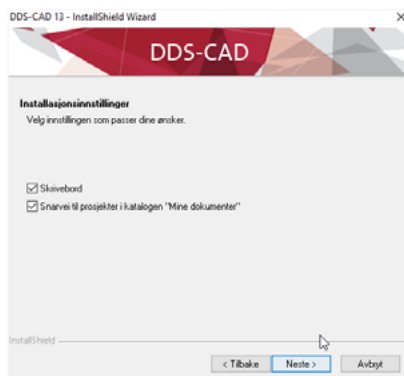 DDS-CAD 13 - InstallShield Wizard
DDS-CAD
Installasjonsinnstillinger
Velg innstillingen som passer dine ønsker.
Skrivebord
Snarvei til prosjekter i katalogen "Mine dokumenter"
InstallShield
< Tilbake
Neste >
Avbryt